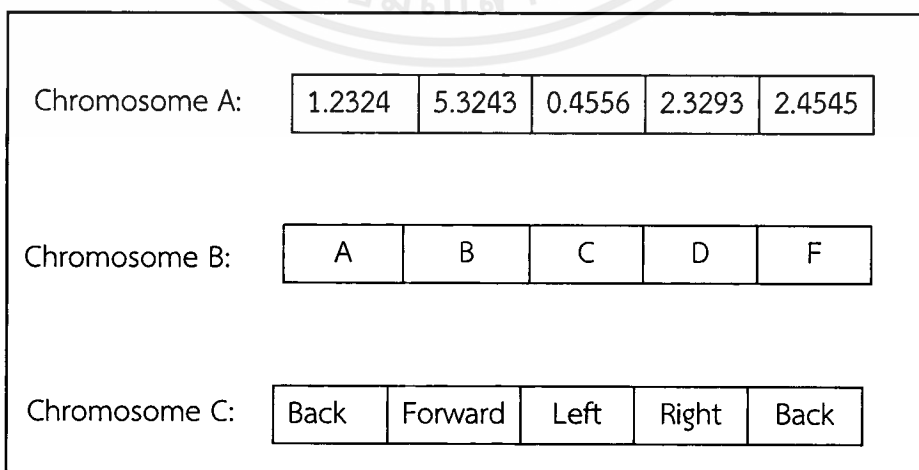 Chromosome A: 1.2324 5.3243 0.4556 2.3293 2.4545
Chromosome B: A B C D F
Chromosome C: Back Forward Left Right Back